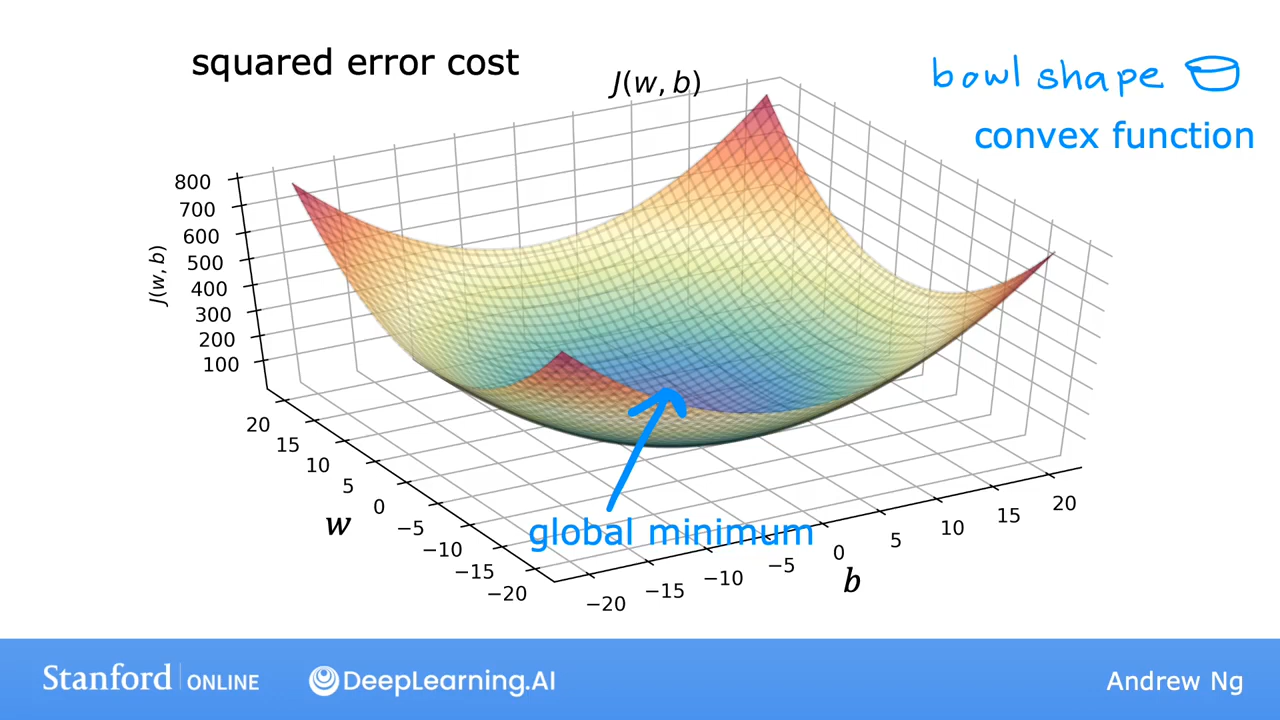 squared error cost
J(w, b)
bowl shape
convex function
800
700
600
500
400
300
200
100
J(w, b)
20
15
10
5
0
−5
−10
−15
−20
w
global minimum
−20
−15
−10
−5
0
5
10
15
20
b
Stanford ONLINE
DeepLearning.AI
Andrew Ng